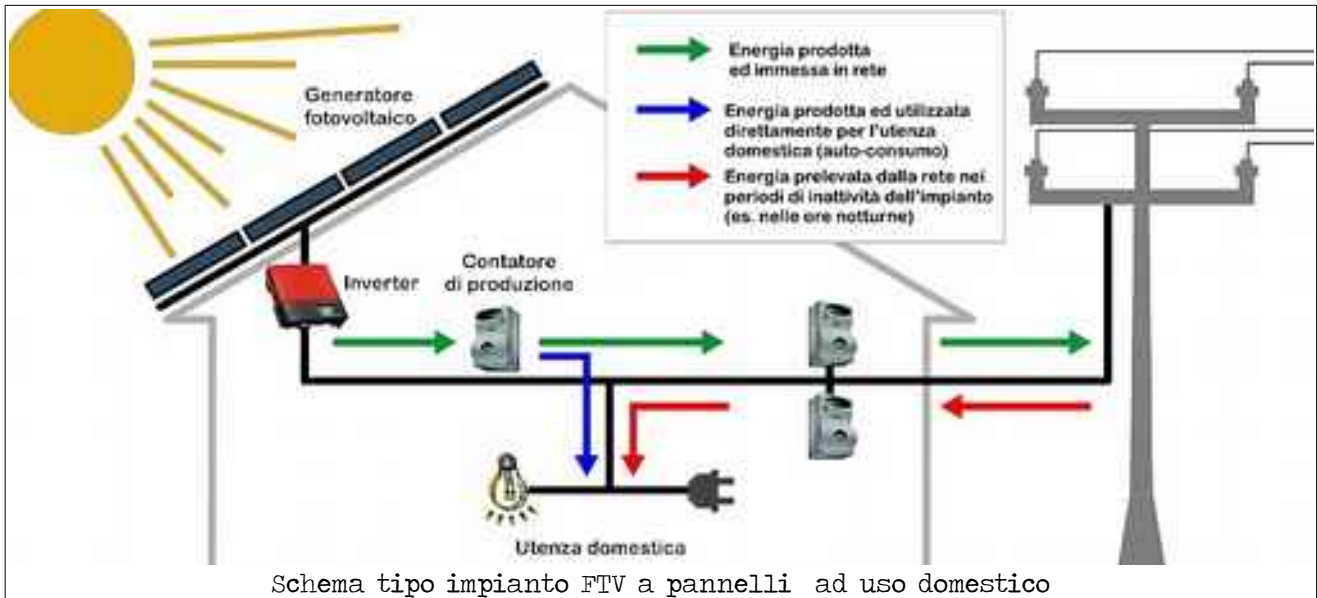 Energia prodotta
ed immessa in rete
Generatore
fotovoltaico
Energia prodotta ed utilizzata
direttamente per l'utenza
domestica (auto-consumo)
Energia prelevata dalla rete nei
periodi di inattività dell'impianto
(es. nelle ore notturne)
Contatore
di produzione
Inverter
Utenza domestica
Schema tipo impianto FTV a pannelli ad uso domestico